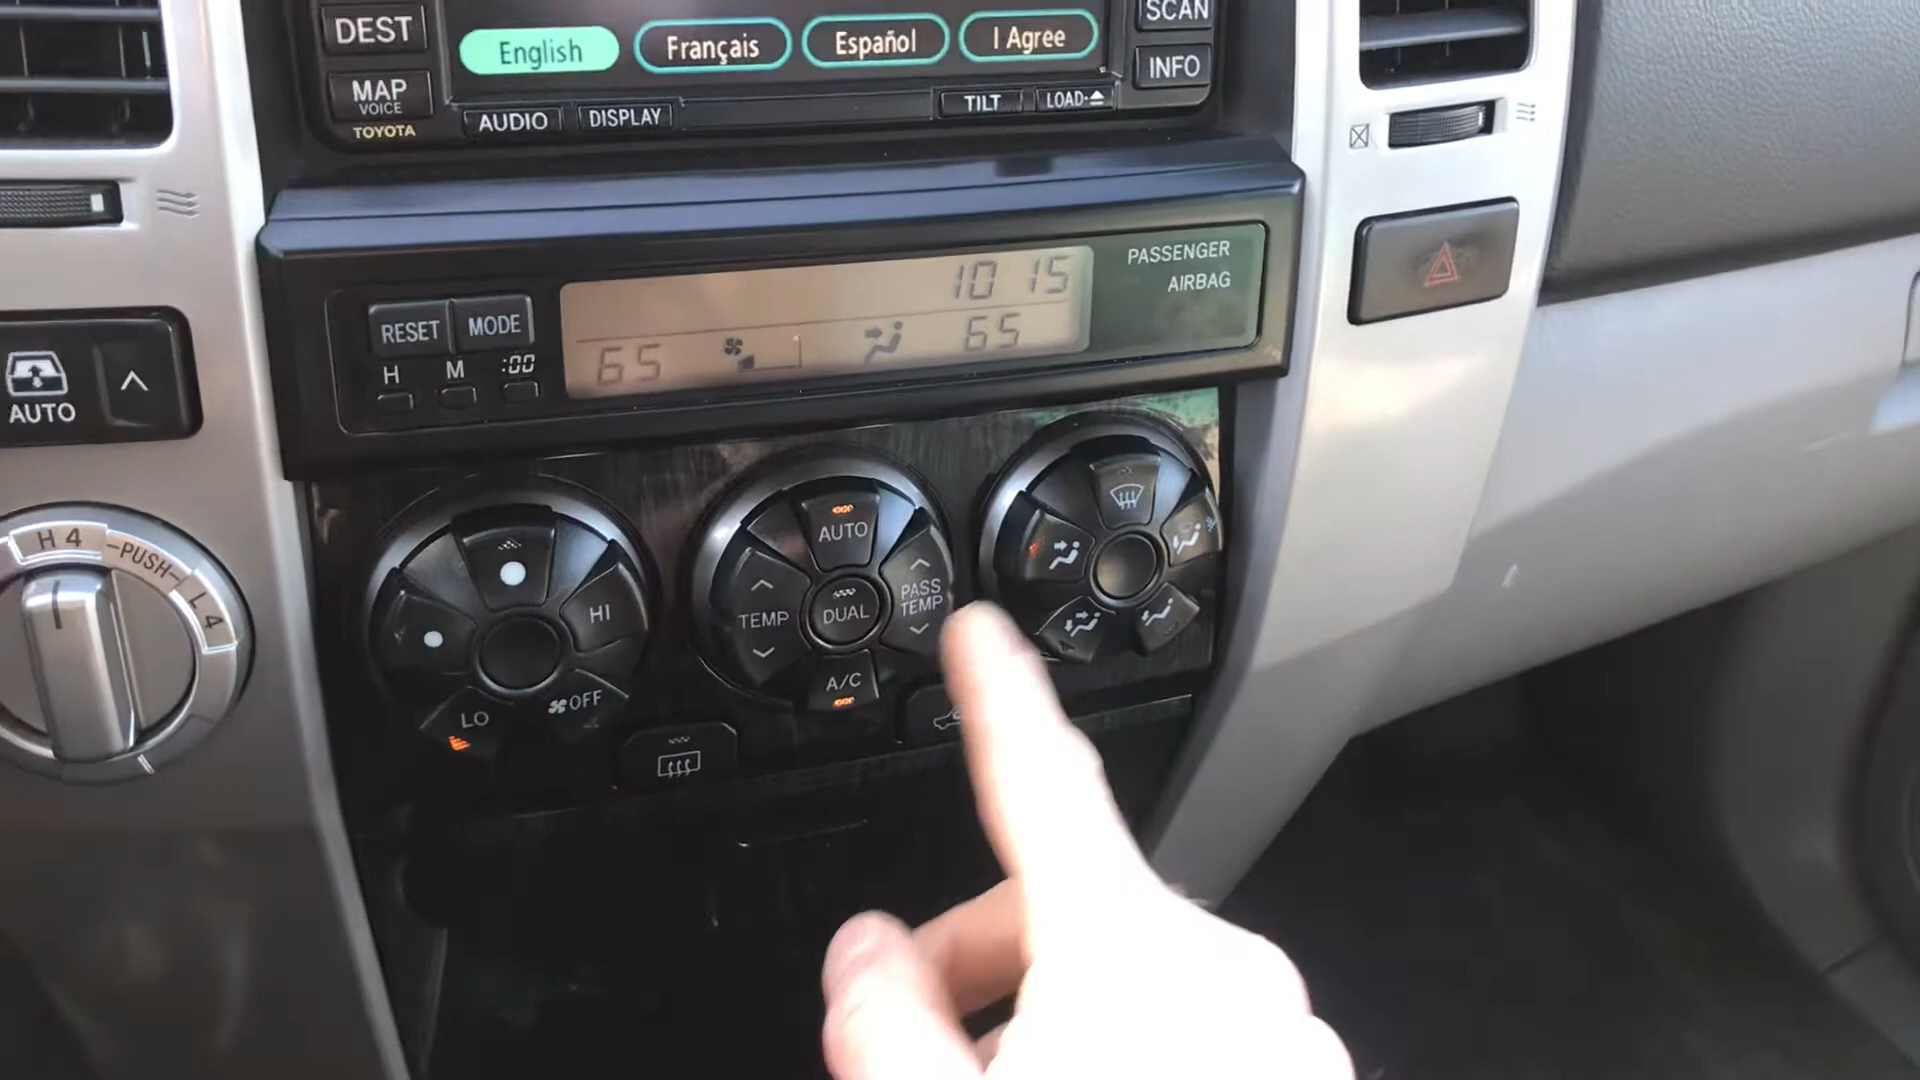 DEST
English
Français
Español
I Agree
SCAN
INFO
MAP
VOICE
TOYOTA
AUDIO
DISPLAY
TILT
LOAD
PASSENGER
AIRBAG
10 15
RESET
MODE
H
M
:00
65
65
AUTO
H 4
-PUSH-
L 4
HI
LO
OFF
AUTO
TEMP
DUAL
PASS
TEMP
A/C